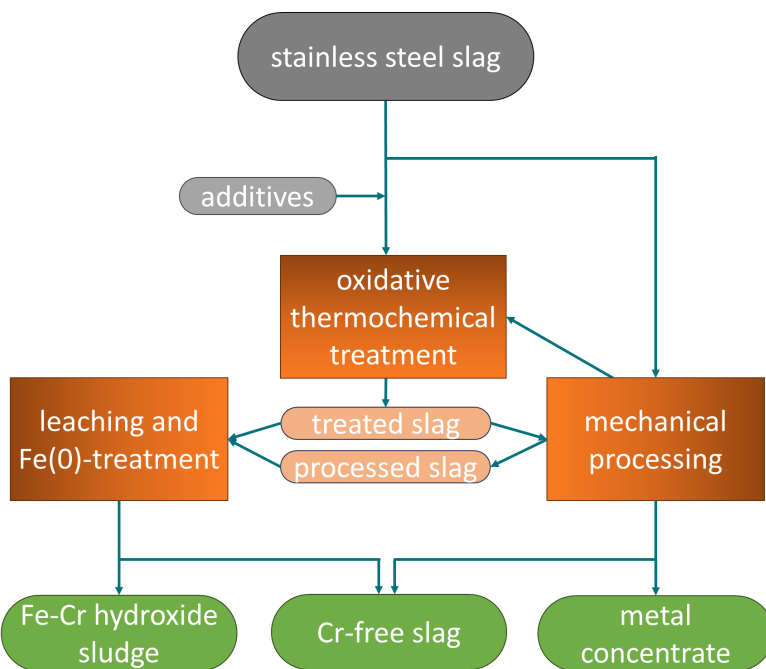 stainless steel slag
additives
oxidative
thermochemical
treatment
leaching and
Fe(0)-treatment
treated slag
processed slag
mechanical
processing
Fe-Cr hydroxide
sludge
Cr-free slag
metal
concentrate